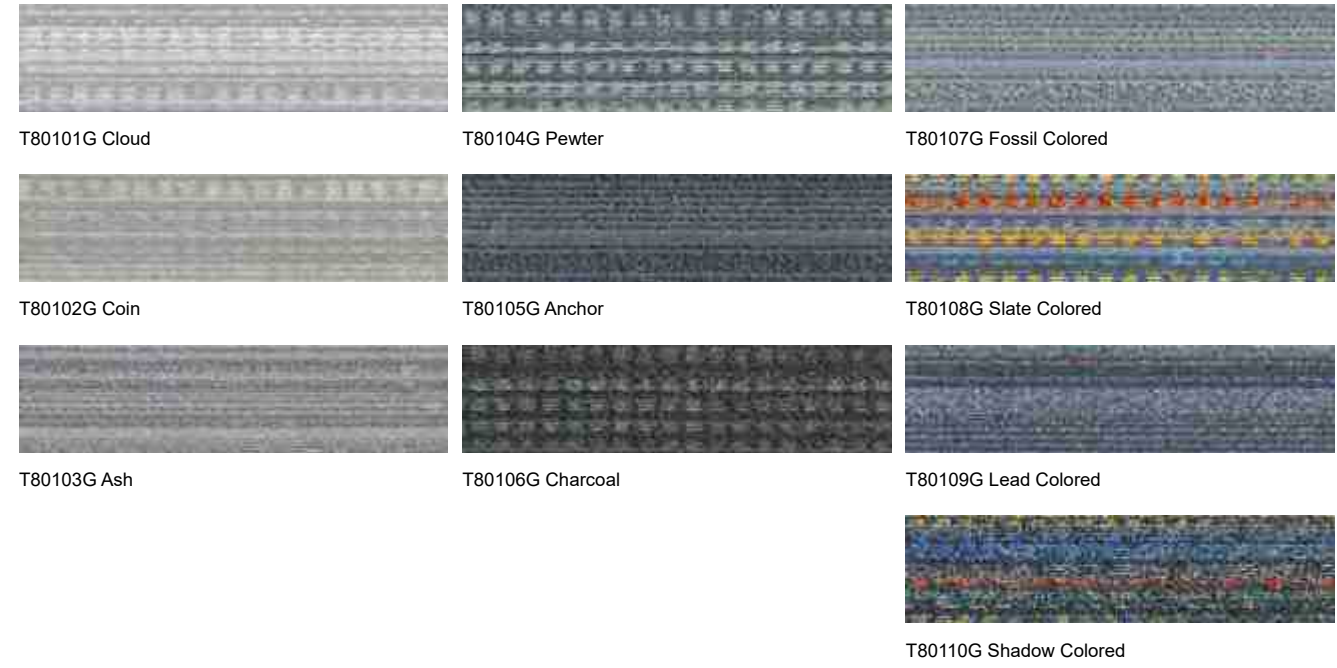 T80101G Cloud
T80104G Pewter
T80107G Fossil Colored
T80102G Coin
T80105G Anchor
T80108G Slate Colored
T80103G Ash
T80106G Charcoal
T80109G Lead Colored
T80110G Shadow Colored